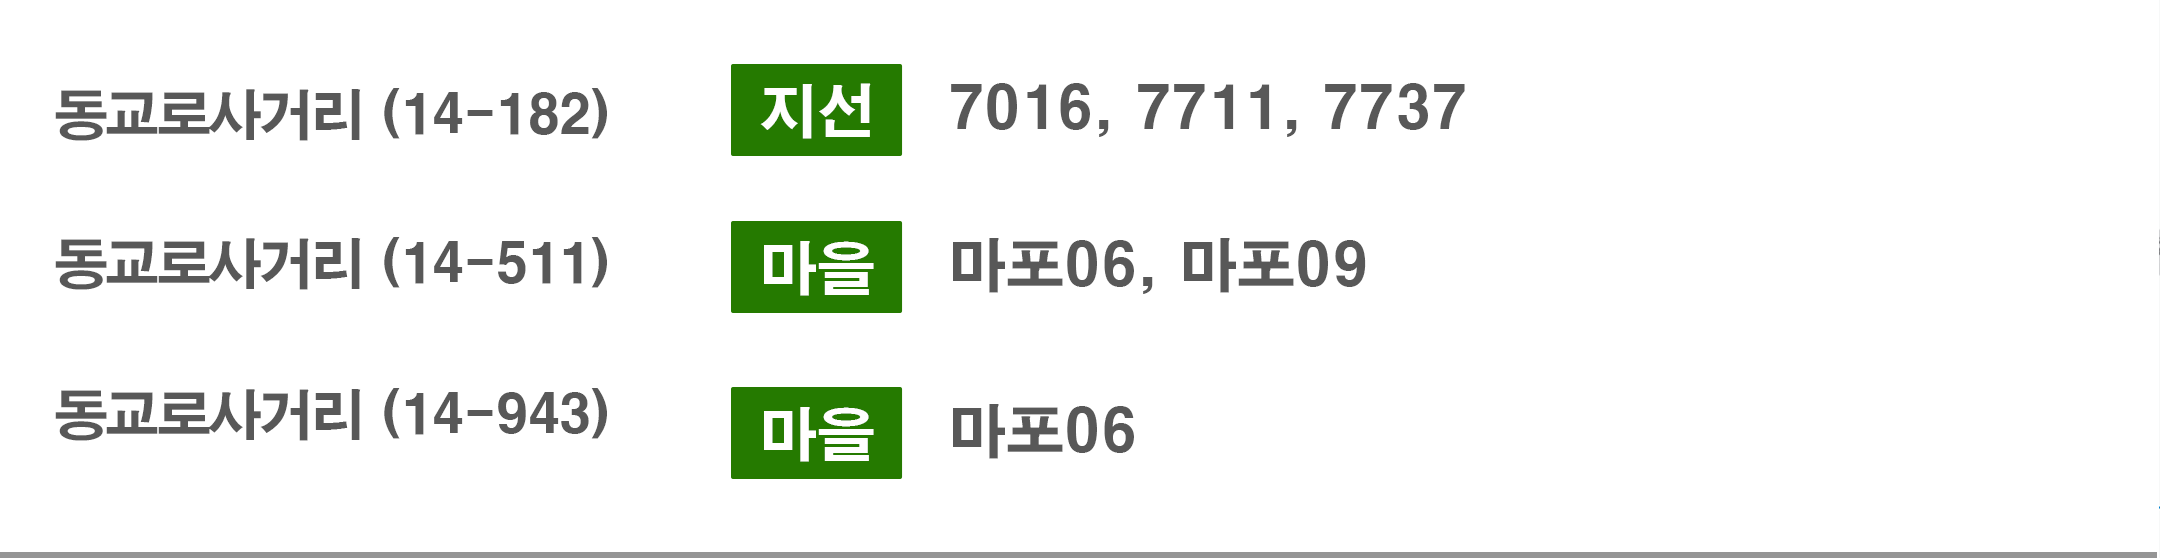 동교로사거리 (14-182) 지선 7016, 7711, 7737
동교로사거리 (14-511) 마을 마포06, 마포09
동교로사거리 (14-943) 마을 마포06